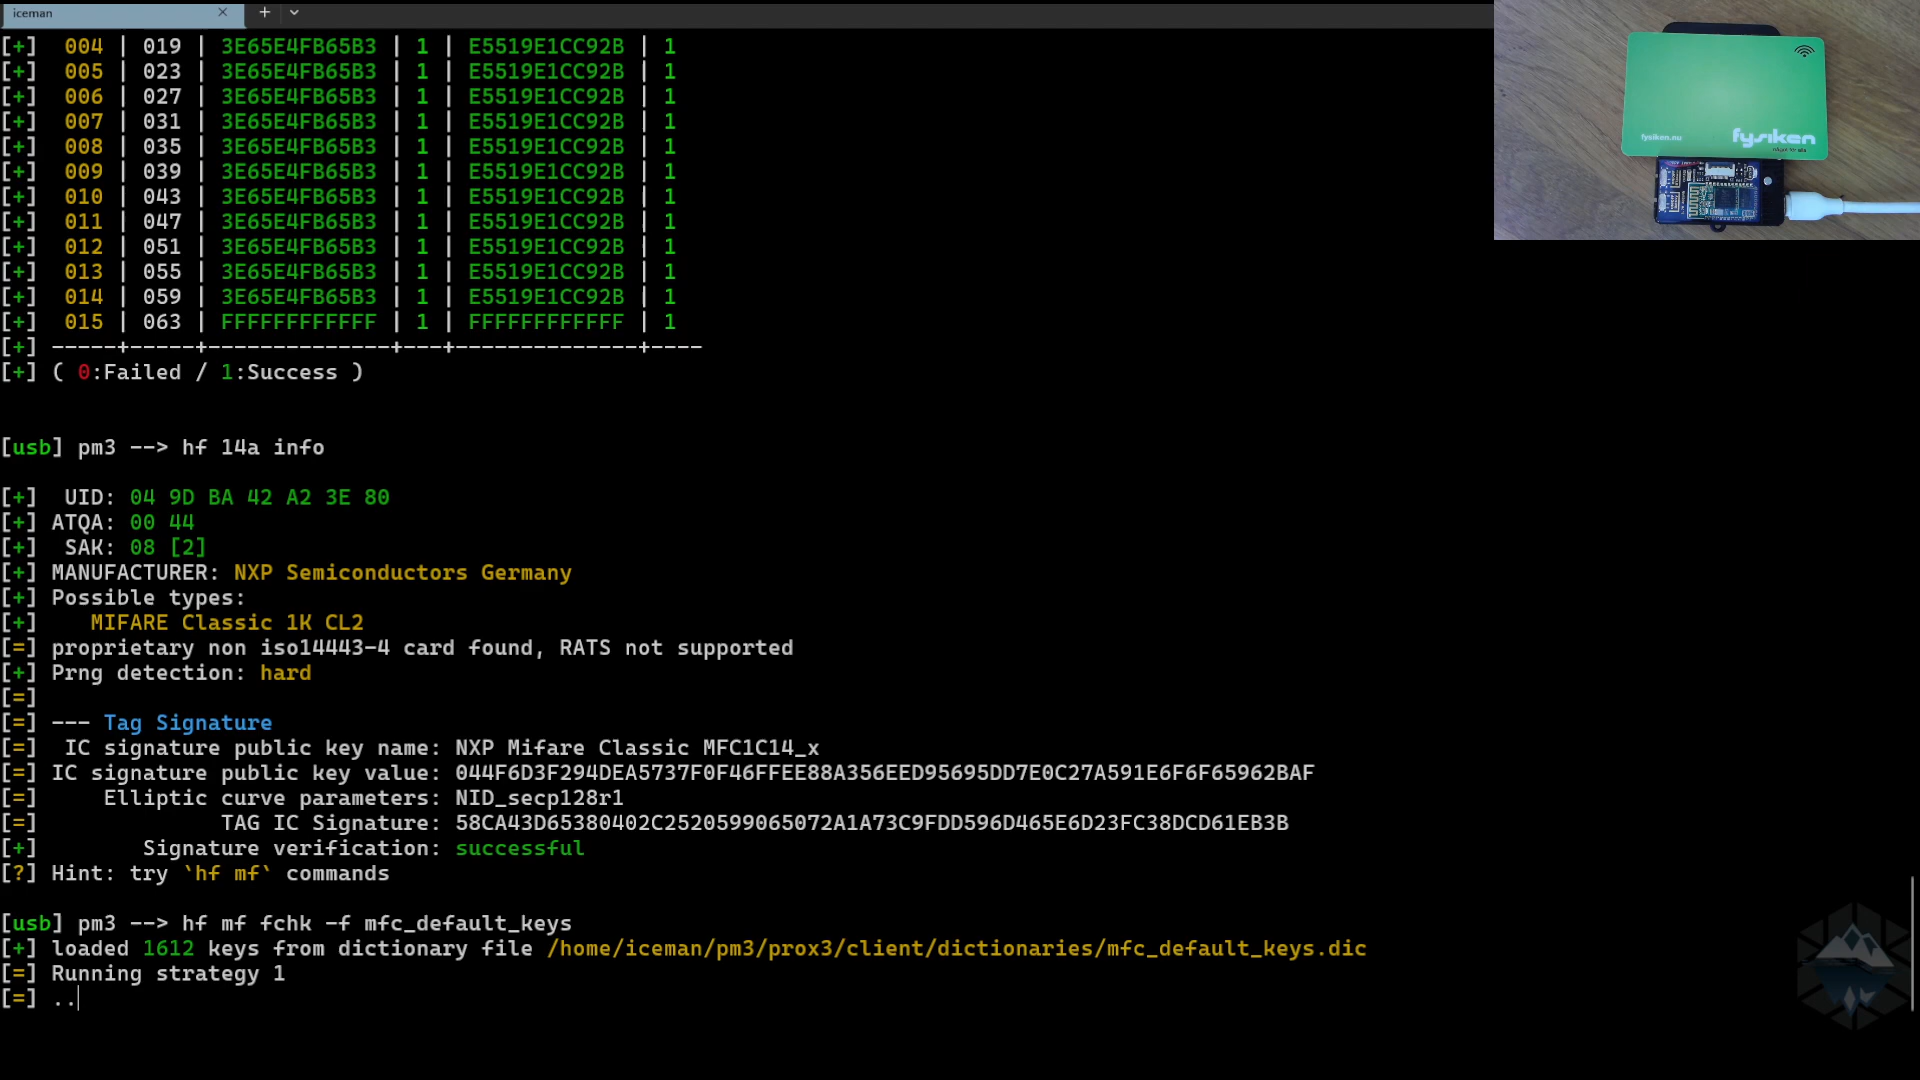 iceman
[+] 004 | 019 | 3E65E4FB65B3 | 1 | E5519E1CC92B | 1
[+] 005 | 023 | 3E65E4FB65B3 | 1 | E5519E1CC92B | 1
[+] 006 | 027 | 3E65E4FB65B3 | 1 | E5519E1CC92B | 1
[+] 007 | 031 | 3E65E4FB65B3 | 1 | E5519E1CC92B | 1
[+] 008 | 035 | 3E65E4FB65B3 | 1 | E5519E1CC92B | 1
[+] 009 | 039 | 3E65E4FB65B3 | 1 | E5519E1CC92B | 1
[+] 010 | 043 | 3E65E4FB65B3 | 1 | E5519E1CC92B | 1
[+] 011 | 047 | 3E65E4FB65B3 | 1 | E5519E1CC92B | 1
[+] 012 | 051 | 3E65E4FB65B3 | 1 | E5519E1CC92B | 1
[+] 013 | 055 | 3E65E4FB65B3 | 1 | E5519E1CC92B | 1
[+] 014 | 059 | 3E65E4FB65B3 | 1 | E5519E1CC92B | 1
[+] 015 | 063 | FFFFFFFFFFFF | 1 | FFFFFFFFFFFF | 1
[+] -----+-----+--------------+---+--------------+----
[+] ( 0:Failed / 1:Success )
[usb] pm3 --> hf 14a info
[+] UID: 04 9D BA 42 A2 3E 80
[+] ATQA: 00 44
[+] SAK: 08 [2]
[+] MANUFACTURER: NXP Semiconductors Germany
[+] Possible types:
[+] MIFARE Classic 1K CL2
[=] proprietary non iso14443-4 card found, RATS not supported
[+] Prng detection: hard
[=]
[=] --- Tag Signature
[=] IC signature public key name: NXP Mifare Classic MFC1C14_x
[=] IC signature public key value: 044F6D3F294DEA5737F0F46FFEE88A356EED95695DD7E0C27A591E6F6F65962BAF
[=] Elliptic curve parameters: NID_secp128r1
[=] TAG IC Signature: 58CA43D65380402C2520599065072A1A73C9FDD596D465E6D23FC38DCD61EB3B
[+] Signature verification: successful
[?] Hint: try `hf mf` commands
[usb] pm3 --> hf mf fchk -f mfc_default_keys
[+] loaded 1612 keys from dictionary file /home/iceman/pm3/prox3/client/dictionaries/mfc_default_keys.dic
[=] Running strategy 1
[=] ..
fysiken.nu
fysiken